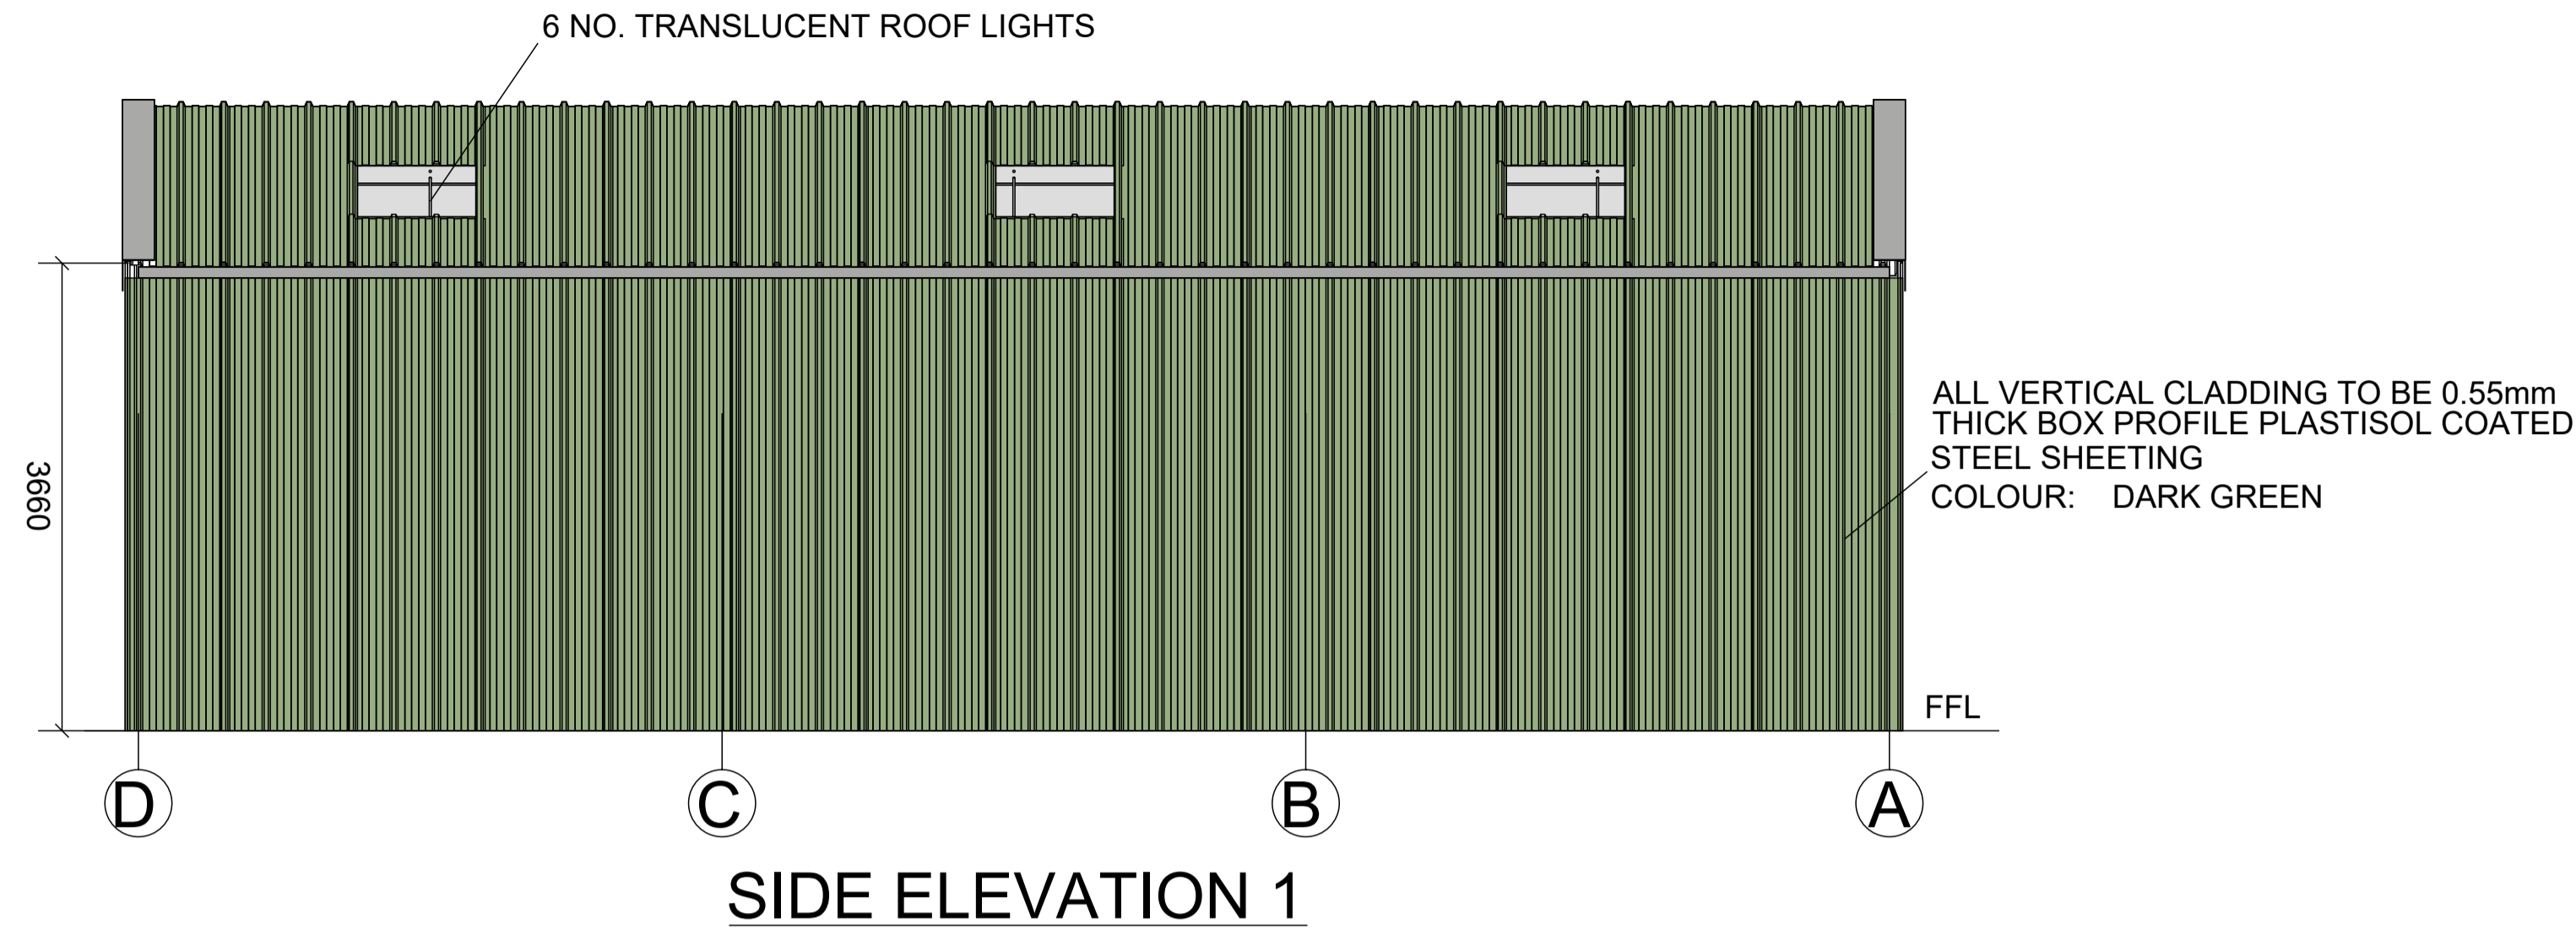 6 NO. TRANSLUCENT ROOF LIGHTS
ALL VERTICAL CLADDING TO BE 0.55mm
THICK BOX PROFILE PLASTISOL COATED
STEEL SHEETING
COLOUR: DARK GREEN
3660
FFL
D
C
B
A
SIDE ELEVATION 1